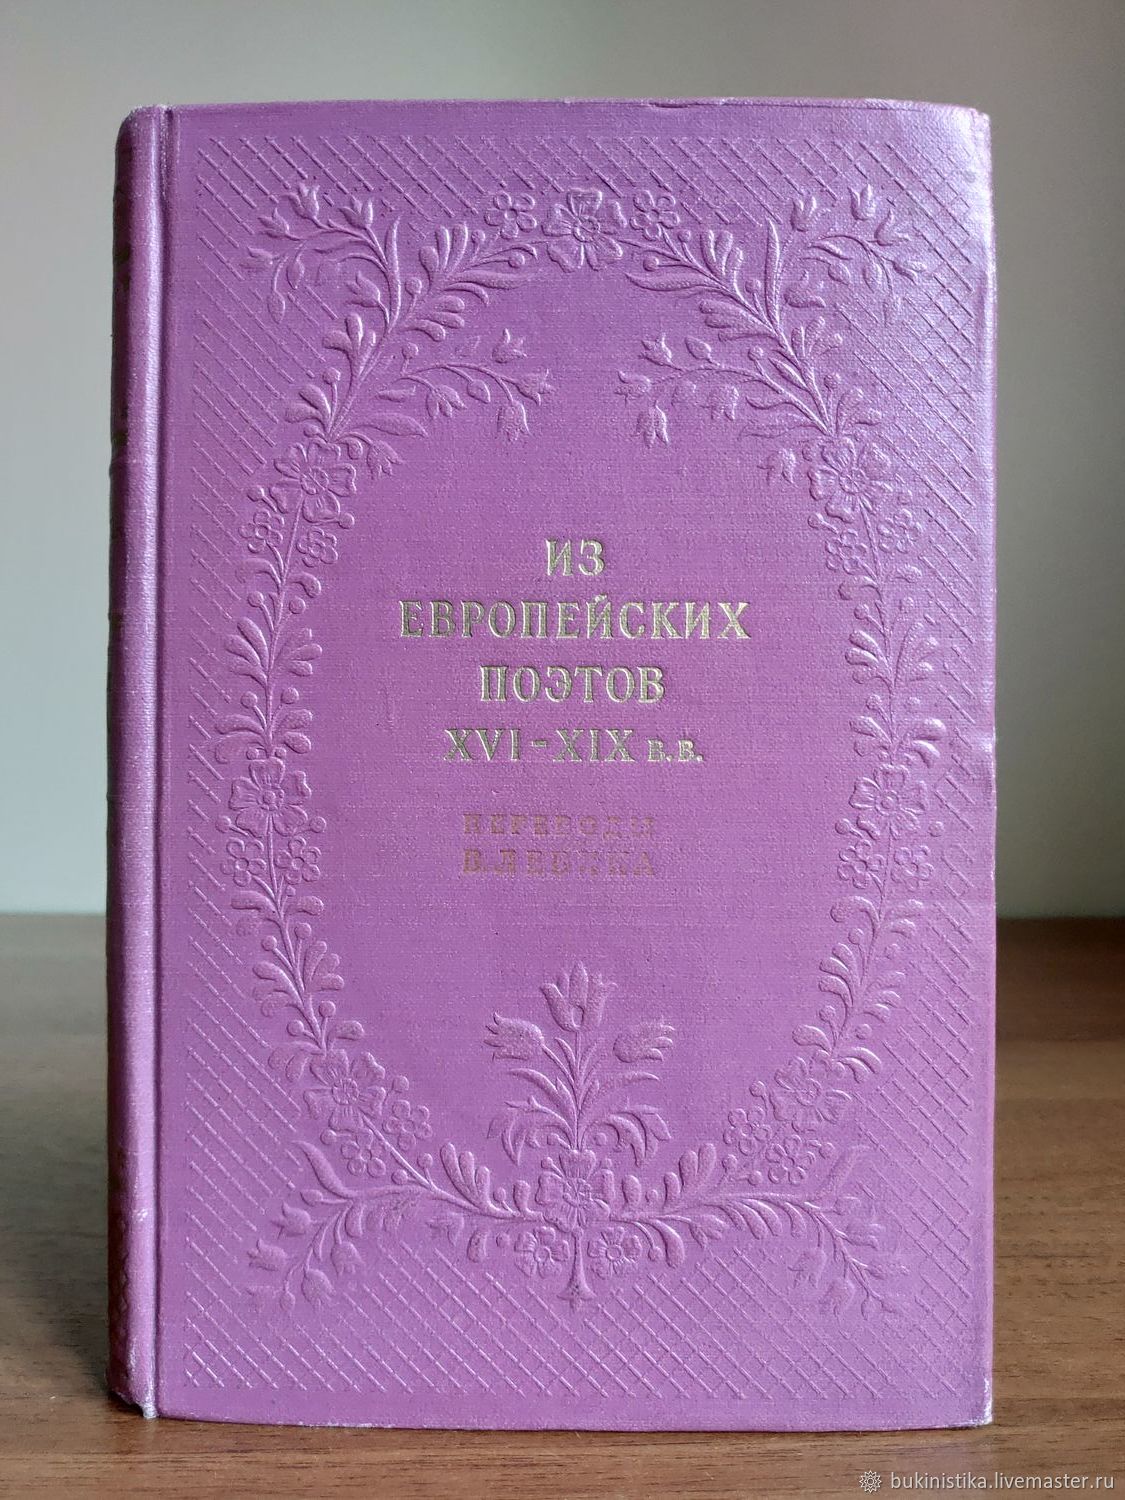 ИЗ
ЕВРОПЕЙСКИХ
ПОЭТОВ
XVI-XIX В.В.
ПЕРЕВОДЫ
В.ЛЕВИКА
bukinistika.livemaster.ru